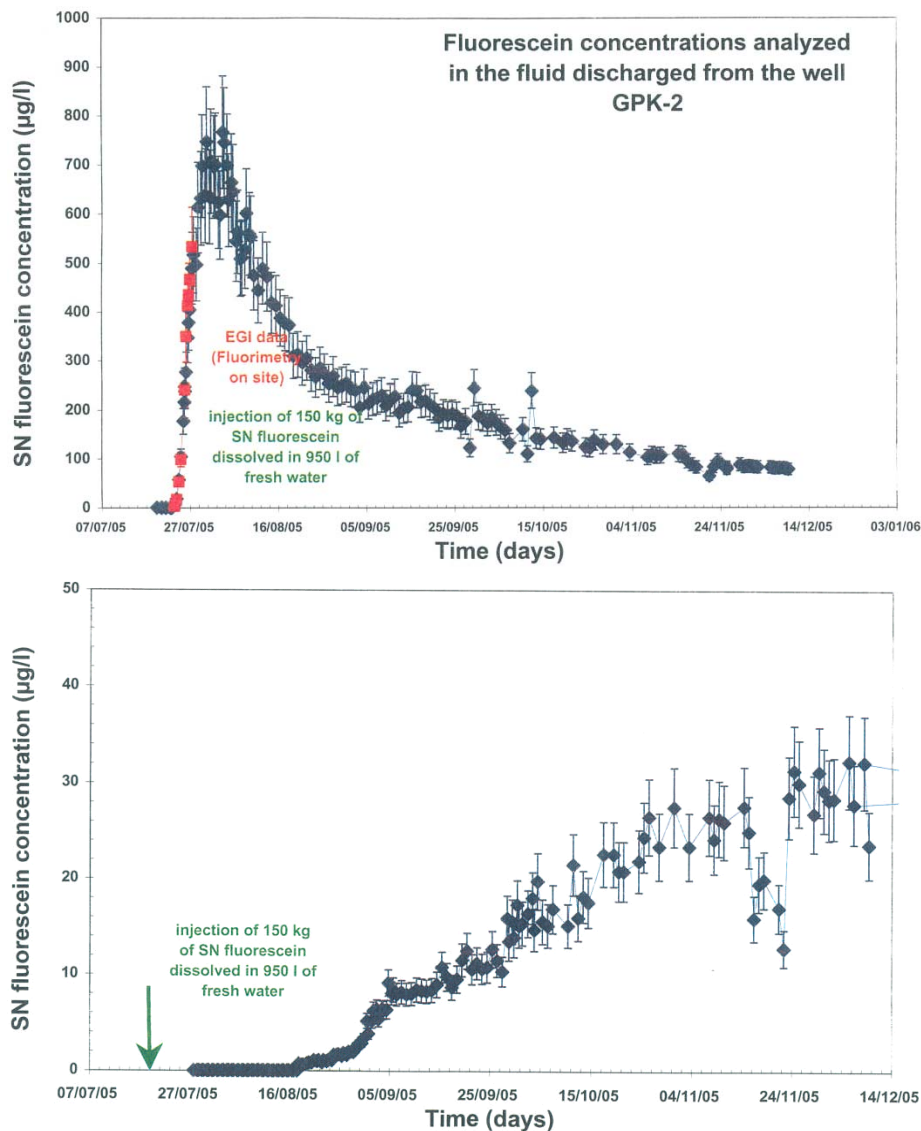 Fluorescein concentrations analyzed
in the fluid discharged from the well
GPK-2
SN fluorescein concentration (µg/l)
1000
900
800
700
600
500
400
300
200
100
0
EGI data
(Fluorimetry
on site)
injection of 150 kg of
SN fluorescein
dissolved in 950 l of
fresh water
07/07/05 27/07/05 16/08/05 05/09/05 25/09/05 15/10/05 04/11/05 24/11/05 14/12/05 03/01/06
Time (days)
SN fluorescein concentration (µg/l)
50
40
30
20
10
0
injection of 150 kg
of SN fluorescein
dissolved in 950 l of
fresh water
07/07/05 27/07/05 16/08/05 05/09/05 25/09/05 15/10/05 04/11/05 24/11/05 14/12/05
Time (days)